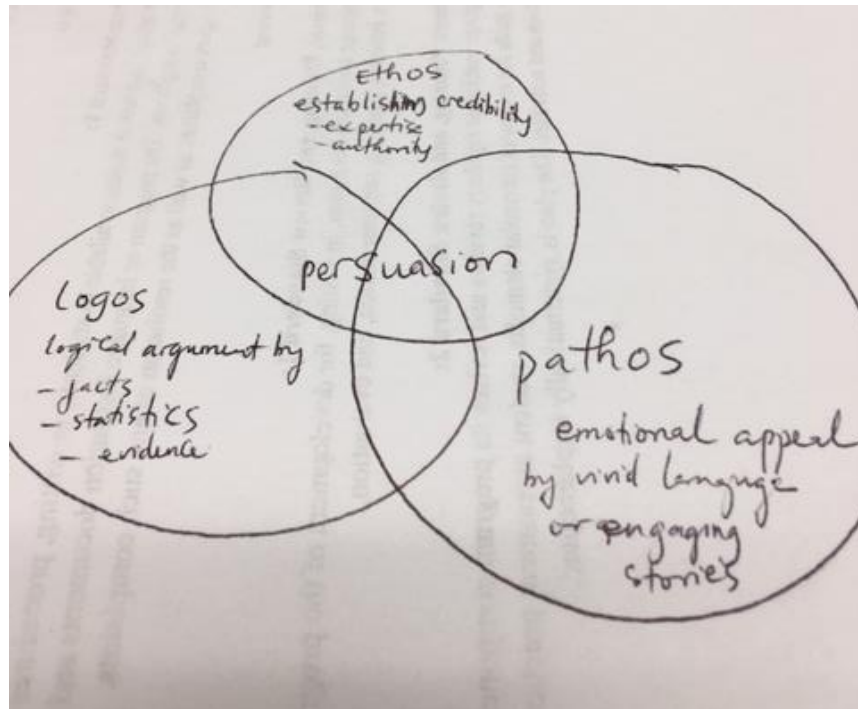 Ethos
establishing credibility
- expertise
- authority
persuasion
Logos
logical argument by
- facts
- statistics
- evidence
pathos
emotional appeal
by vivid language
or engaging
stories